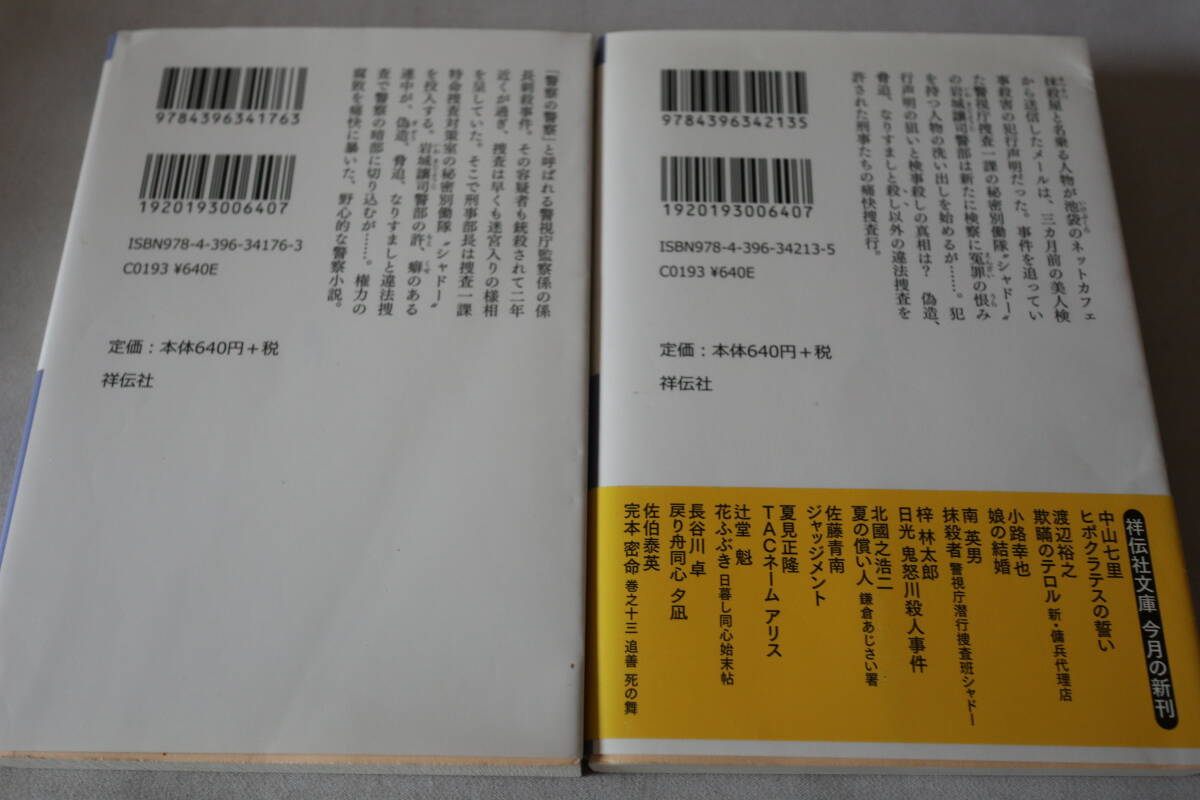 9784396341763
1920193006407
ISBN978-4-396-34176-3
C0193 ¥640E
定価：本体640円＋税
祥伝社
「警察の警察」と呼ばれる警視庁監察係の係
長刺殺事件。その容疑者も銃殺されて二年
近くが過ぎ、捜査は早くも迷宮入りの様相
を呈していた。そこで刑事部長は捜査一課
特命捜査対策室の秘密別働隊〝シャドー〟
を投入する。岩城譲司警部の許、癖のある
連中が、偽造、脅迫、なりすましと違法捜
査で警察の暗部に切り込むが……。権力の
腐敗を痛快に暴いた、野心的な警察小説。
9784396342135
1920193006407
ISBN978-4-396-34213-5
C0193 ¥640E
定価：本体640円＋税
祥伝社
抹殺屋と名乗る人物が池袋のネットカフェ
から送信したメールは、三カ月前の美人検
事殺害の犯行声明だった。事件を追ってい
た警視庁捜査一課の秘密別働隊〝シャドー〟
の岩城譲司警部は新たに検察に冤罪の恨み
を持つ人物の洗い出しを始めるが……。犯
行声明の狙いと検事殺しの真相は？ 偽造、
脅迫、なりすましと殺し以外の違法捜査を
許された刑事たちの痛快捜査行。
祥伝社文庫 今月の新刊
中山七里
ヒポクラテスの誓い
渡辺裕之
欺瞞のテロル 新・傭兵代理店
小路幸也
娘の結婚
南 英男
抹殺者 警視庁潜行捜査班シャドー
梓 林太郎
日光 鬼怒川殺人事件
北國之浩二
夏の償い人 鎌倉あじさい署
佐藤青南
ジャッジメント
夏見正隆
TACネーム アリス
辻堂 魁
花ふぶき 日暮し同心始末帖
長谷川 卓
戻り舟同心 夕凪
佐伯泰英
完本 密命 巻之十三 追善 死の舞